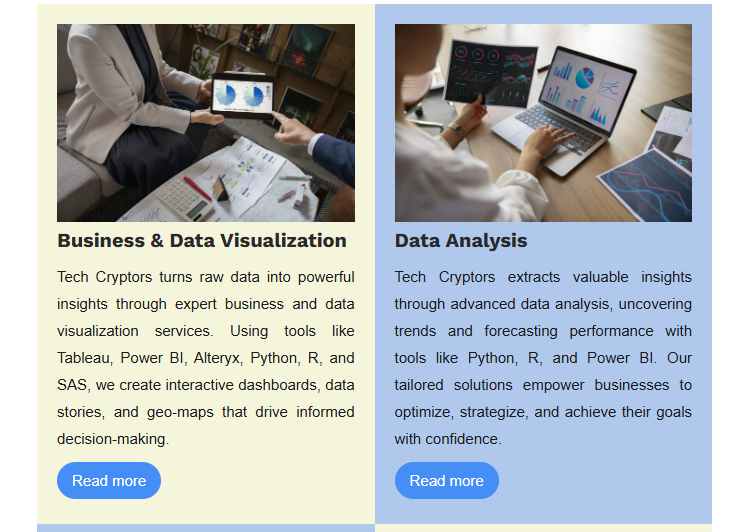 Business & Data Visualization
Tech Cryptors turns raw data into powerful
insights through expert business and data
visualization services. Using tools like
Tableau, Power BI, Alteryx, Python, R, and
SAS, we create interactive dashboards, data
stories, and geo-maps that drive informed
decision-making.
Read more
Data Analysis
Tech Cryptors extracts valuable insights
through advanced data analysis, uncovering
trends and forecasting performance with
tools like Python, R, and Power BI. Our
tailored solutions empower businesses to
optimize, strategize, and achieve their goals
with confidence.
Read more